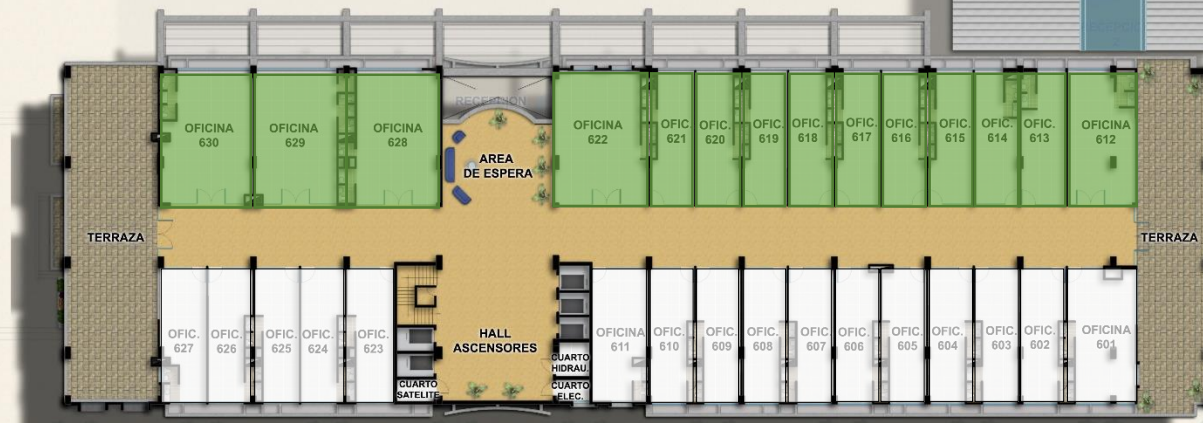 RECEPCION
RECEPCION
OFICINA
630
OFICINA
629
OFICINA
628
AREA
DE ESPERA
OFICINA
622
OFIC.
621
OFIC.
620
OFIC.
619
OFIC.
618
OFIC.
617
OFIC.
616
OFIC.
615
OFIC.
614
OFIC.
613
OFICINA
612
TERRAZA
TERRAZA
OFIC.
627
OFIC.
626
OFIC.
625
OFIC.
624
OFIC.
623
HALL
ASCENSORES
CUARTO
SATELITE
CUARTO
HIDRAU.
CUARTO
ELEC.
OFICINA
611
OFIC.
610
OFIC.
609
OFIC.
608
OFIC.
607
OFIC.
606
OFIC.
605
OFIC.
604
OFIC.
603
OFIC.
602
OFICINA
601